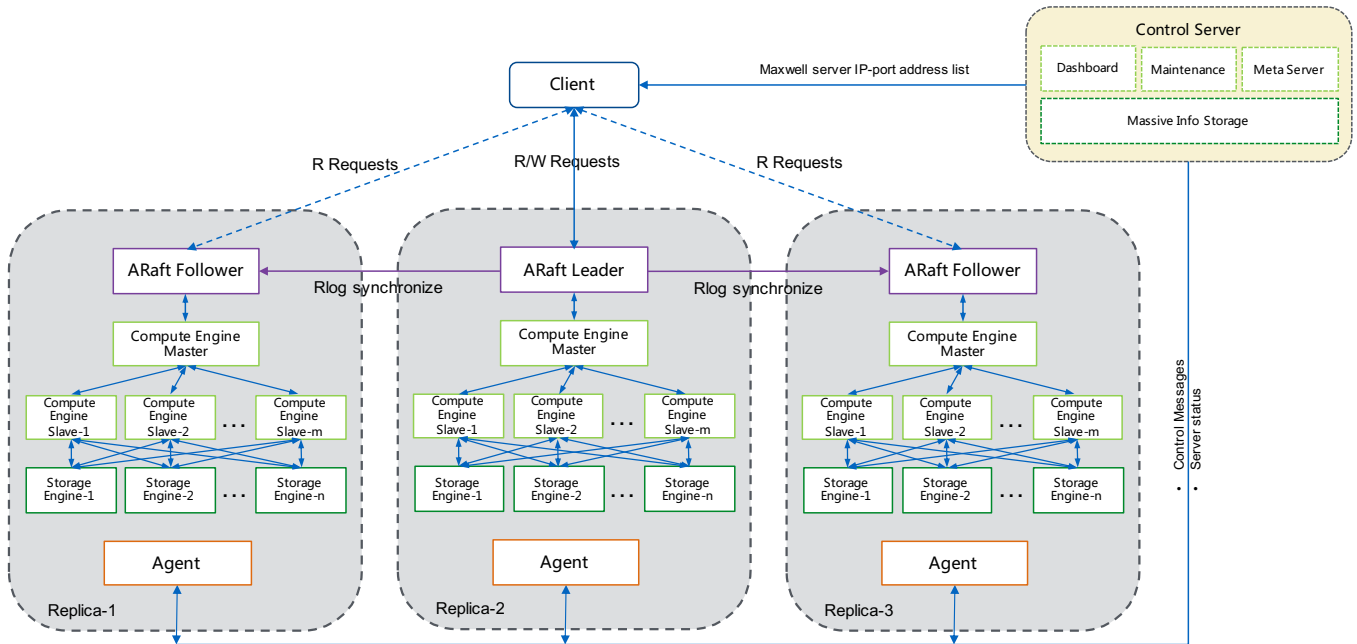 Control Server
Dashboard
Maintenance
Meta Server
Massive Info Storage
Maxwell server IP-port address list
Client
R Requests
R/W Requests
R Requests
ARaft Follower
ARaft Leader
ARaft Follower
Rlog synchronize
Rlog synchronize
Compute Engine
Master
Compute
Engine
Slave-1
Compute
Engine
Slave-2
...
Compute
Engine
Slave-m
Storage
Engine-1
Storage
Engine-2
...
Storage
Engine-n
Agent
Replica-1
Compute Engine
Master
Compute
Engine
Slave-1
Compute
Engine
Slave-2
...
Compute
Engine
Slave-m
Storage
Engine-1
Storage
Engine-2
...
Storage
Engine-n
Agent
Replica-2
Compute Engine
Master
Compute
Engine
Slave-1
Compute
Engine
Slave-2
...
Compute
Engine
Slave-m
Storage
Engine-1
Storage
Engine-2
...
Storage
Engine-n
Agent
Replica-3
• Control Messages
• Server status